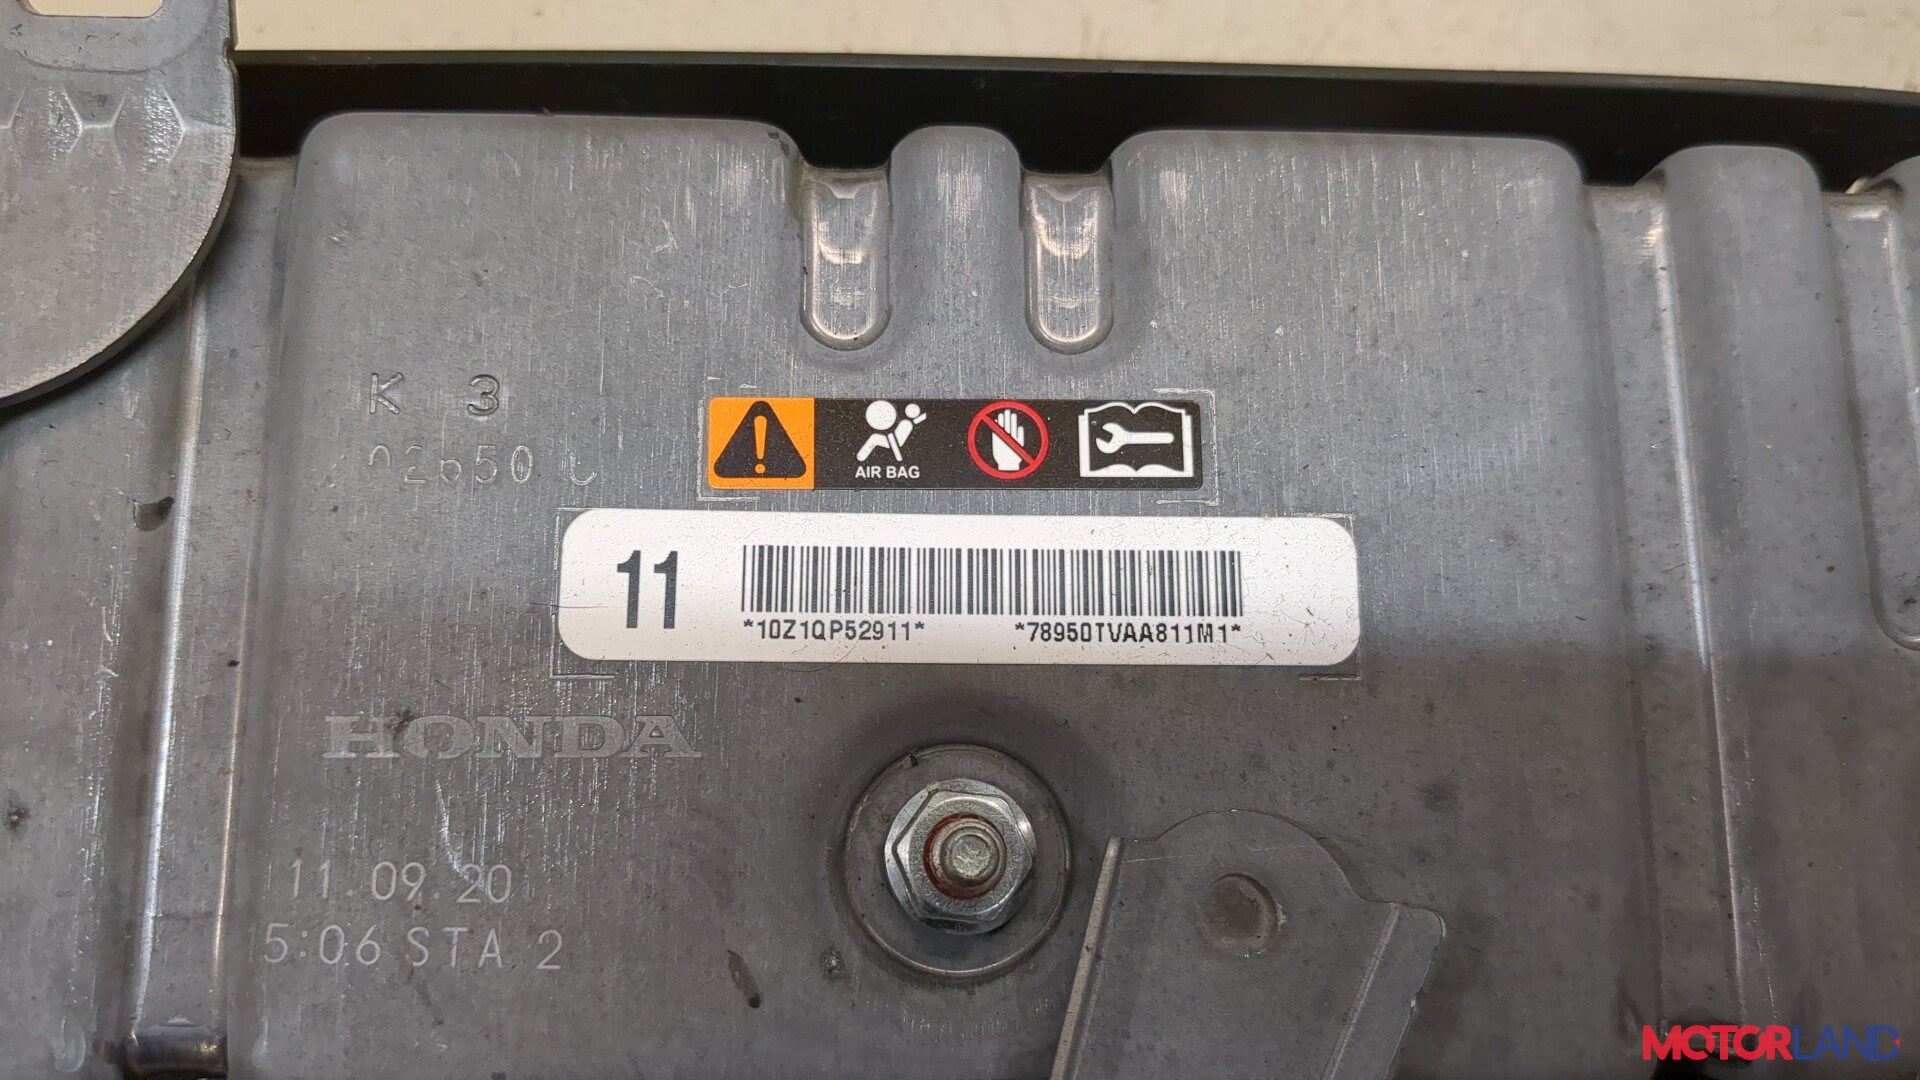 K 3
AIR BAG
11
*10Z1QP52911* *78950TVAA811M1*
HONDA
11.09.20
5:06 STA 2
MOTORLAND